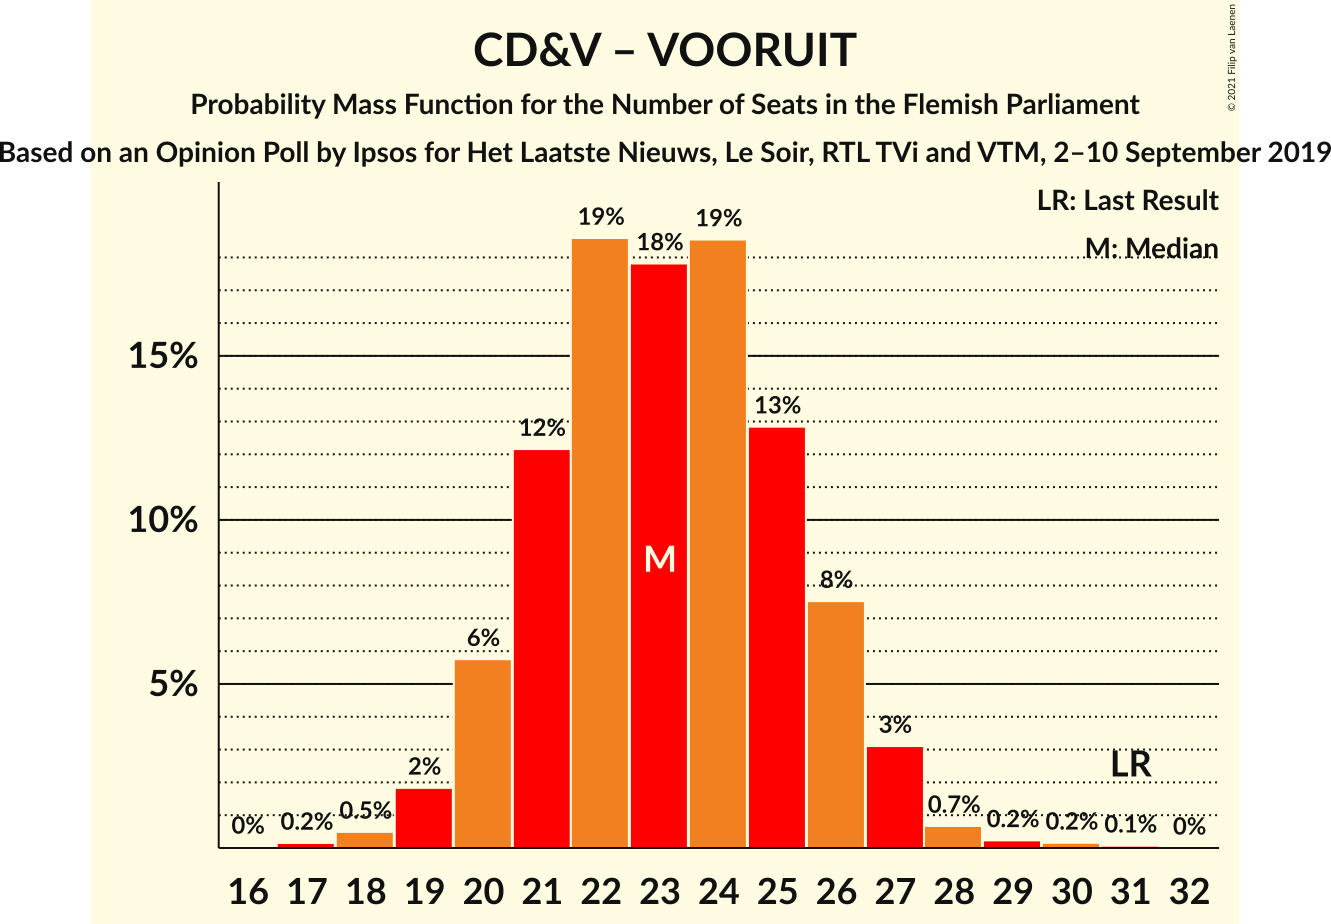 CD&V – VOORUIT
© 2021 Filip van Laenen
Probability Mass Function for the Number of Seats in the Flemish Parliament
Based on an Opinion Poll by Ipsos for Het Laatste Nieuws, Le Soir, RTL TVi and VTM, 2–10 September 2019
LR: Last Result
M: Median
19%
18%
19%
15%
13%
12%
10%
M
8%
6%
5%
3%
2%
LR
0%
0.2%
0.5%
0.7%
0.2%
0.2%
0.1%
0%
16 17 18 19 20 21 22 23 24 25 26 27 28 29 30 31 32